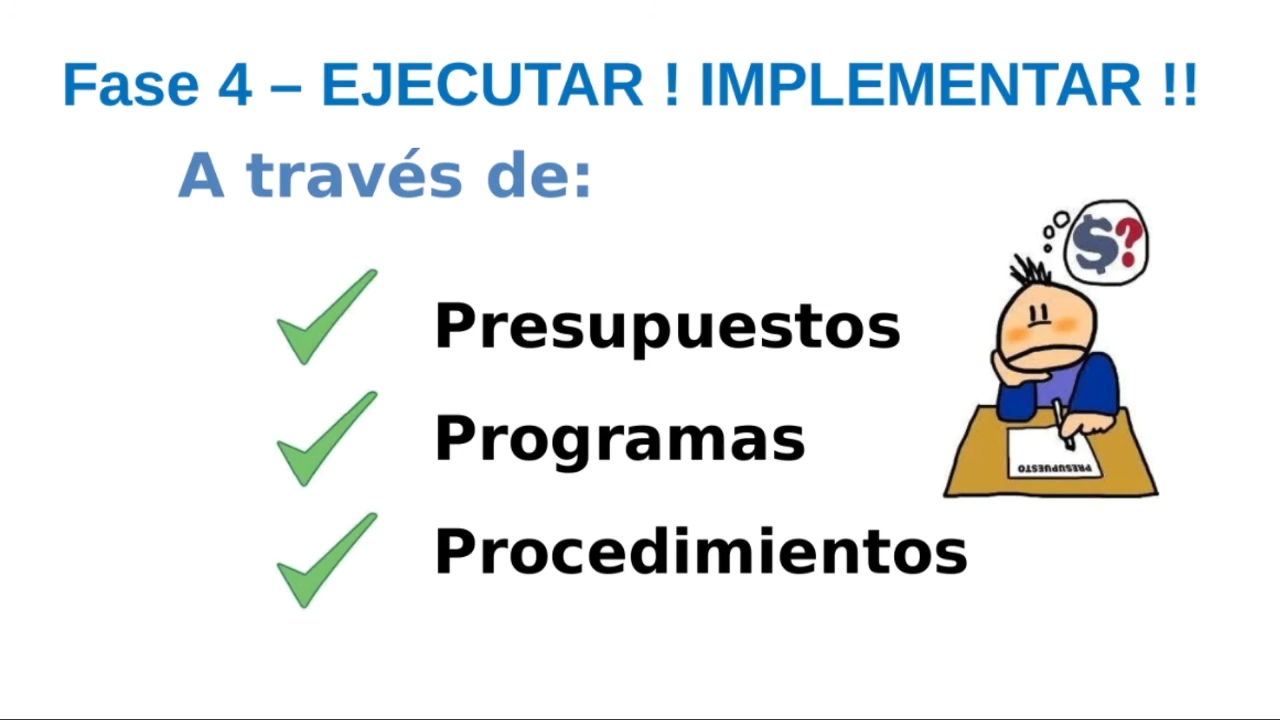 Fase 4 – EJECUTAR ! IMPLEMENTAR !!
A través de:
$?
Presupuestos
Programas
Procedimientos
PRESUPUESTO